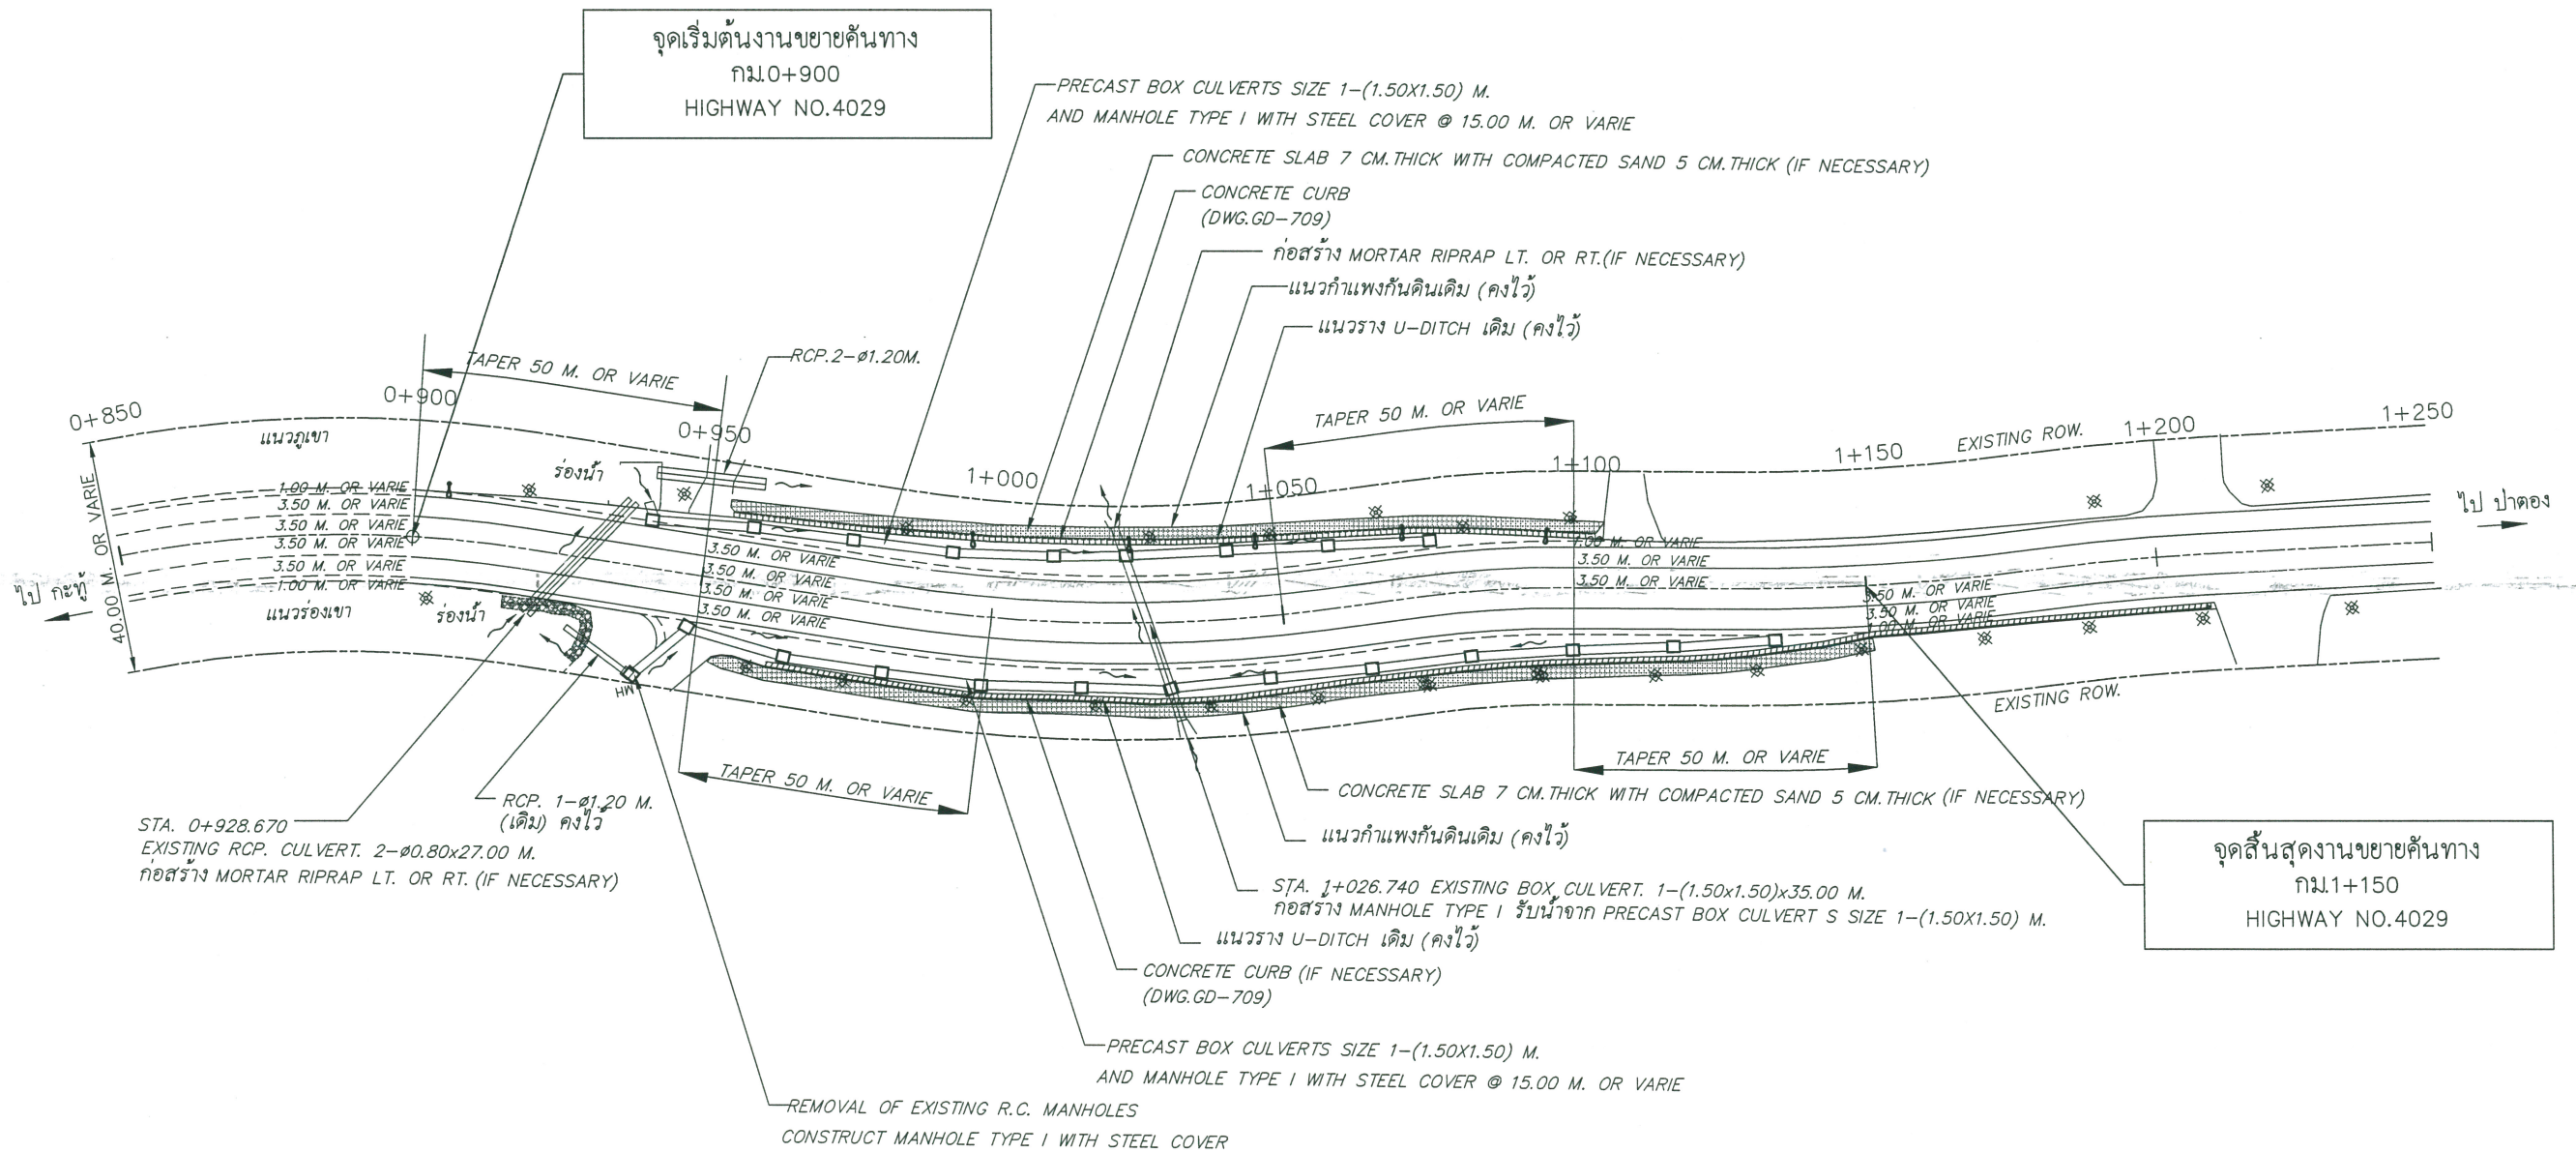 จุดเริ่มต้นงานขยายคันทาง
กม.0+900
HIGHWAY NO.4029
PRECAST BOX CULVERTS SIZE 1-(1.50X1.50) M.
AND MANHOLE TYPE I WITH STEEL COVER @ 15.00 M. OR VARIE
CONCRETE SLAB 7 CM.THICK WITH COMPACTED SAND 5 CM.THICK (IF NECESSARY)
CONCRETE CURB
(DWG.GD-709)
ก่อสร้าง MORTAR RIPRAP LT. OR RT.(IF NECESSARY)
แนวกำแพงกันดินเดิม (คงไว้)
แนวราง U-DITCH เดิม (คงไว้)
RCP.2-ø1.20M.
TAPER 50 M. OR VARIE
TAPER 50 M. OR VARIE
0+850
0+900
0+950
1+000
1+050
1+100
1+150
1+200
1+250
EXISTING ROW.
แนวภูเขา
ร่องน้ำ
1.00 M. OR VARIE
3.50 M. OR VARIE
3.50 M. OR VARIE
3.50 M. OR VARIE
3.50 M. OR VARIE
1.00 M. OR VARIE
40.00 M. OR VARIE
ไป กะทู้
ไป ป่าตอง
แนวร่องเขา
ร่องน้ำ
3.50 M. OR VARIE
3.50 M. OR VARIE
3.50 M. OR VARIE
3.50 M. OR VARIE
1.00 M. OR VARIE
3.50 M. OR VARIE
3.50 M. OR VARIE
3.50 M. OR VARIE
3.50 M. OR VARIE
1.00 M. OR VARIE
MH
EXISTING ROW.
TAPER 50 M. OR VARIE
TAPER 50 M. OR VARIE
RCP. 1-ø1.20 M.
(เดิม) คงไว้
STA. 0+928.670
EXISTING RCP. CULVERT. 2-ø0.80x27.00 M.
ก่อสร้าง MORTAR RIPRAP LT. OR RT. (IF NECESSARY)
CONCRETE SLAB 7 CM.THICK WITH COMPACTED SAND 5 CM.THICK (IF NECESSARY)
แนวกำแพงกันดินเดิม (คงไว้)
STA. 1+026.740 EXISTING BOX CULVERT. 1-(1.50x1.50)x35.00 M.
ก่อสร้าง MANHOLE TYPE I รับน้ำจาก PRECAST BOX CULVERT S SIZE 1-(1.50X1.50) M.
แนวราง U-DITCH เดิม (คงไว้)
CONCRETE CURB (IF NECESSARY)
(DWG.GD-709)
PRECAST BOX CULVERTS SIZE 1-(1.50X1.50) M.
AND MANHOLE TYPE I WITH STEEL COVER @ 15.00 M. OR VARIE
REMOVAL OF EXISTING R.C. MANHOLES
CONSTRUCT MANHOLE TYPE I WITH STEEL COVER
จุดสิ้นสุดงานขยายคันทาง
กม.1+150
HIGHWAY NO.4029